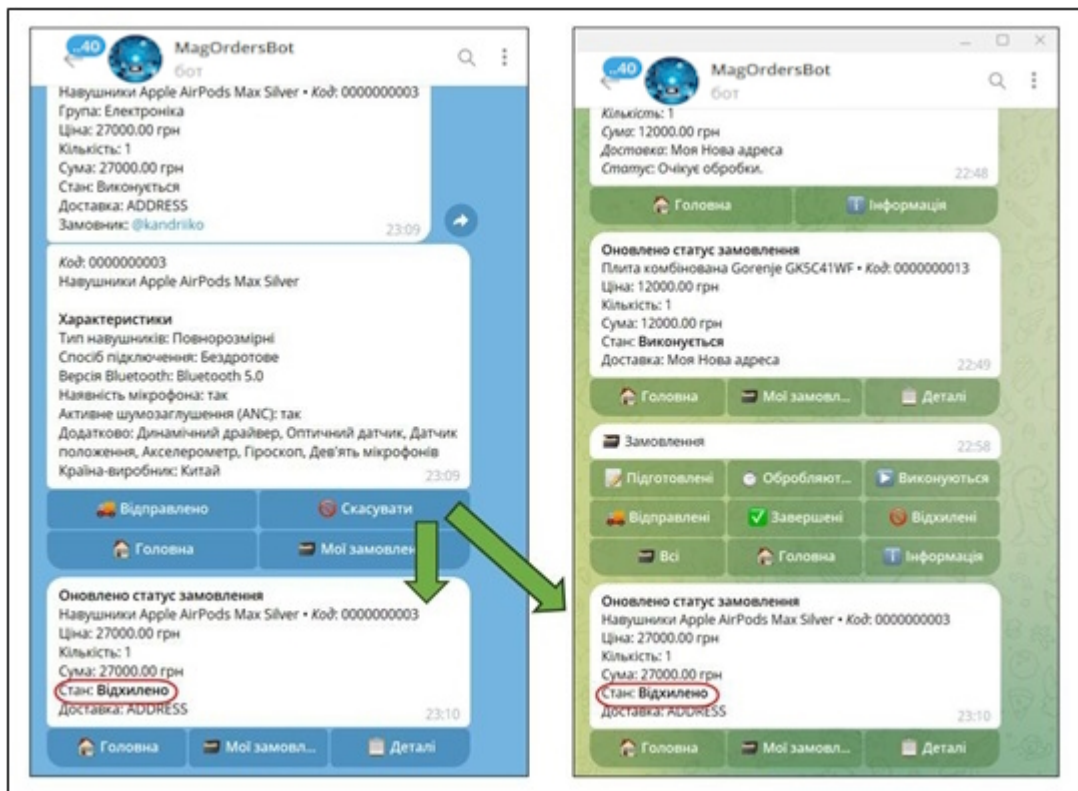 ..40
MagOrdersBot
бот
Навушники Apple AirPods Max Silver • Код: 0000000003
Група: Електроніка
Ціна: 27000.00 грн
Кількість: 1
Сума: 27000.00 грн
Стан: Виконується
Доставка: ADDRESS
Замовник: @kandriiko
23:09
Код: 0000000003
Навушники Apple AirPods Max Silver
Характеристики
Тип навушників: Повнорозмірні
Спосіб підключення: Бездротове
Версія Bluetooth: Bluetooth 5.0
Наявність мікрофона: так
Активне шумозаглушення (ANC): так
Додатково: Динамічний драйвер, Оптичний датчик, Датчик
положення, Акселерометр, Гіроскоп, Дев'ять мікрофонів
Країна-виробник: Китай
23:09
Відправлено Скасувати
Головна Мої замовлен
Оновлено статус замовлення
Навушники Apple AirPods Max Silver • Код: 0000000003
Ціна: 27000.00 грн
Кількість: 1
Сума: 27000.00 грн
Стан: Відхилено
Доставка: ADDRESS
23:10
Головна Мої замовл... Деталі
..40
MagOrdersBot
бот
Кількість: 1
Сума: 12000.00 грн
Доставка: Моя Нова адреса
Статус: Очікує обробки.
22:48
Головна Інформація
Оновлено статус замовлення
Плита комбінована Gorenje GK5C41WF • Код: 0000000013
Ціна: 12000.00 грн
Кількість: 1
Сума: 12000.00 грн
Стан: Виконується
Доставка: Моя Нова адреса
22:49
Головна Мої замовл... Деталі
Замовлення
22:58
Підготовлені Обробляют... Виконуються
Відправлені Завершені Відхилені
Всі Головна Інформація
Оновлено статус замовлення
Навушники Apple AirPods Max Silver • Код: 0000000003
Ціна: 27000.00 грн
Кількість: 1
Сума: 27000.00 грн
Стан: Відхилено
Доставка: ADDRESS
23:10
Головна Мої замовл... Деталі